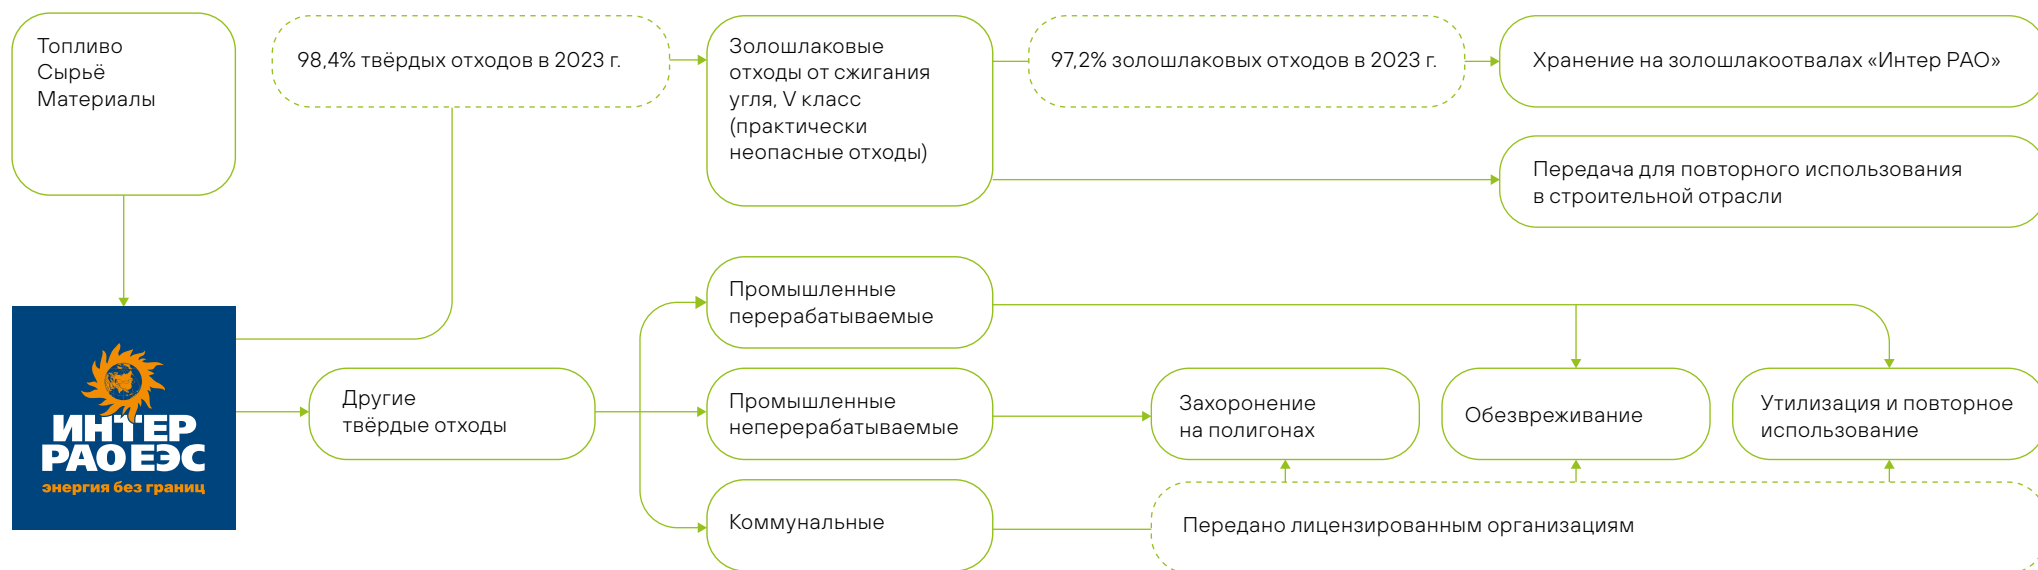 Топливо
Сырьё
Материалы
98,4% твёрдых отходов в 2023 г.
Золошлаковые
отходы от сжигания
угля, V класс
(практически
неопасные отходы)
97,2% золошлаковых отходов в 2023 г.
Хранение на золошлакоотвалах «Интер РАО»
Передача для повторного использования
в строительной отрасли
Промышленные
перерабатываемые
ИНТЕР
РАО ЕЭС
энергия без границ
Другие
твёрдые отходы
Промышленные
неперерабатываемые
Захоронение
на полигонах
Обезвреживание
Утилизация и повторное
использование
Коммунальные
Передано лицензированным организациям